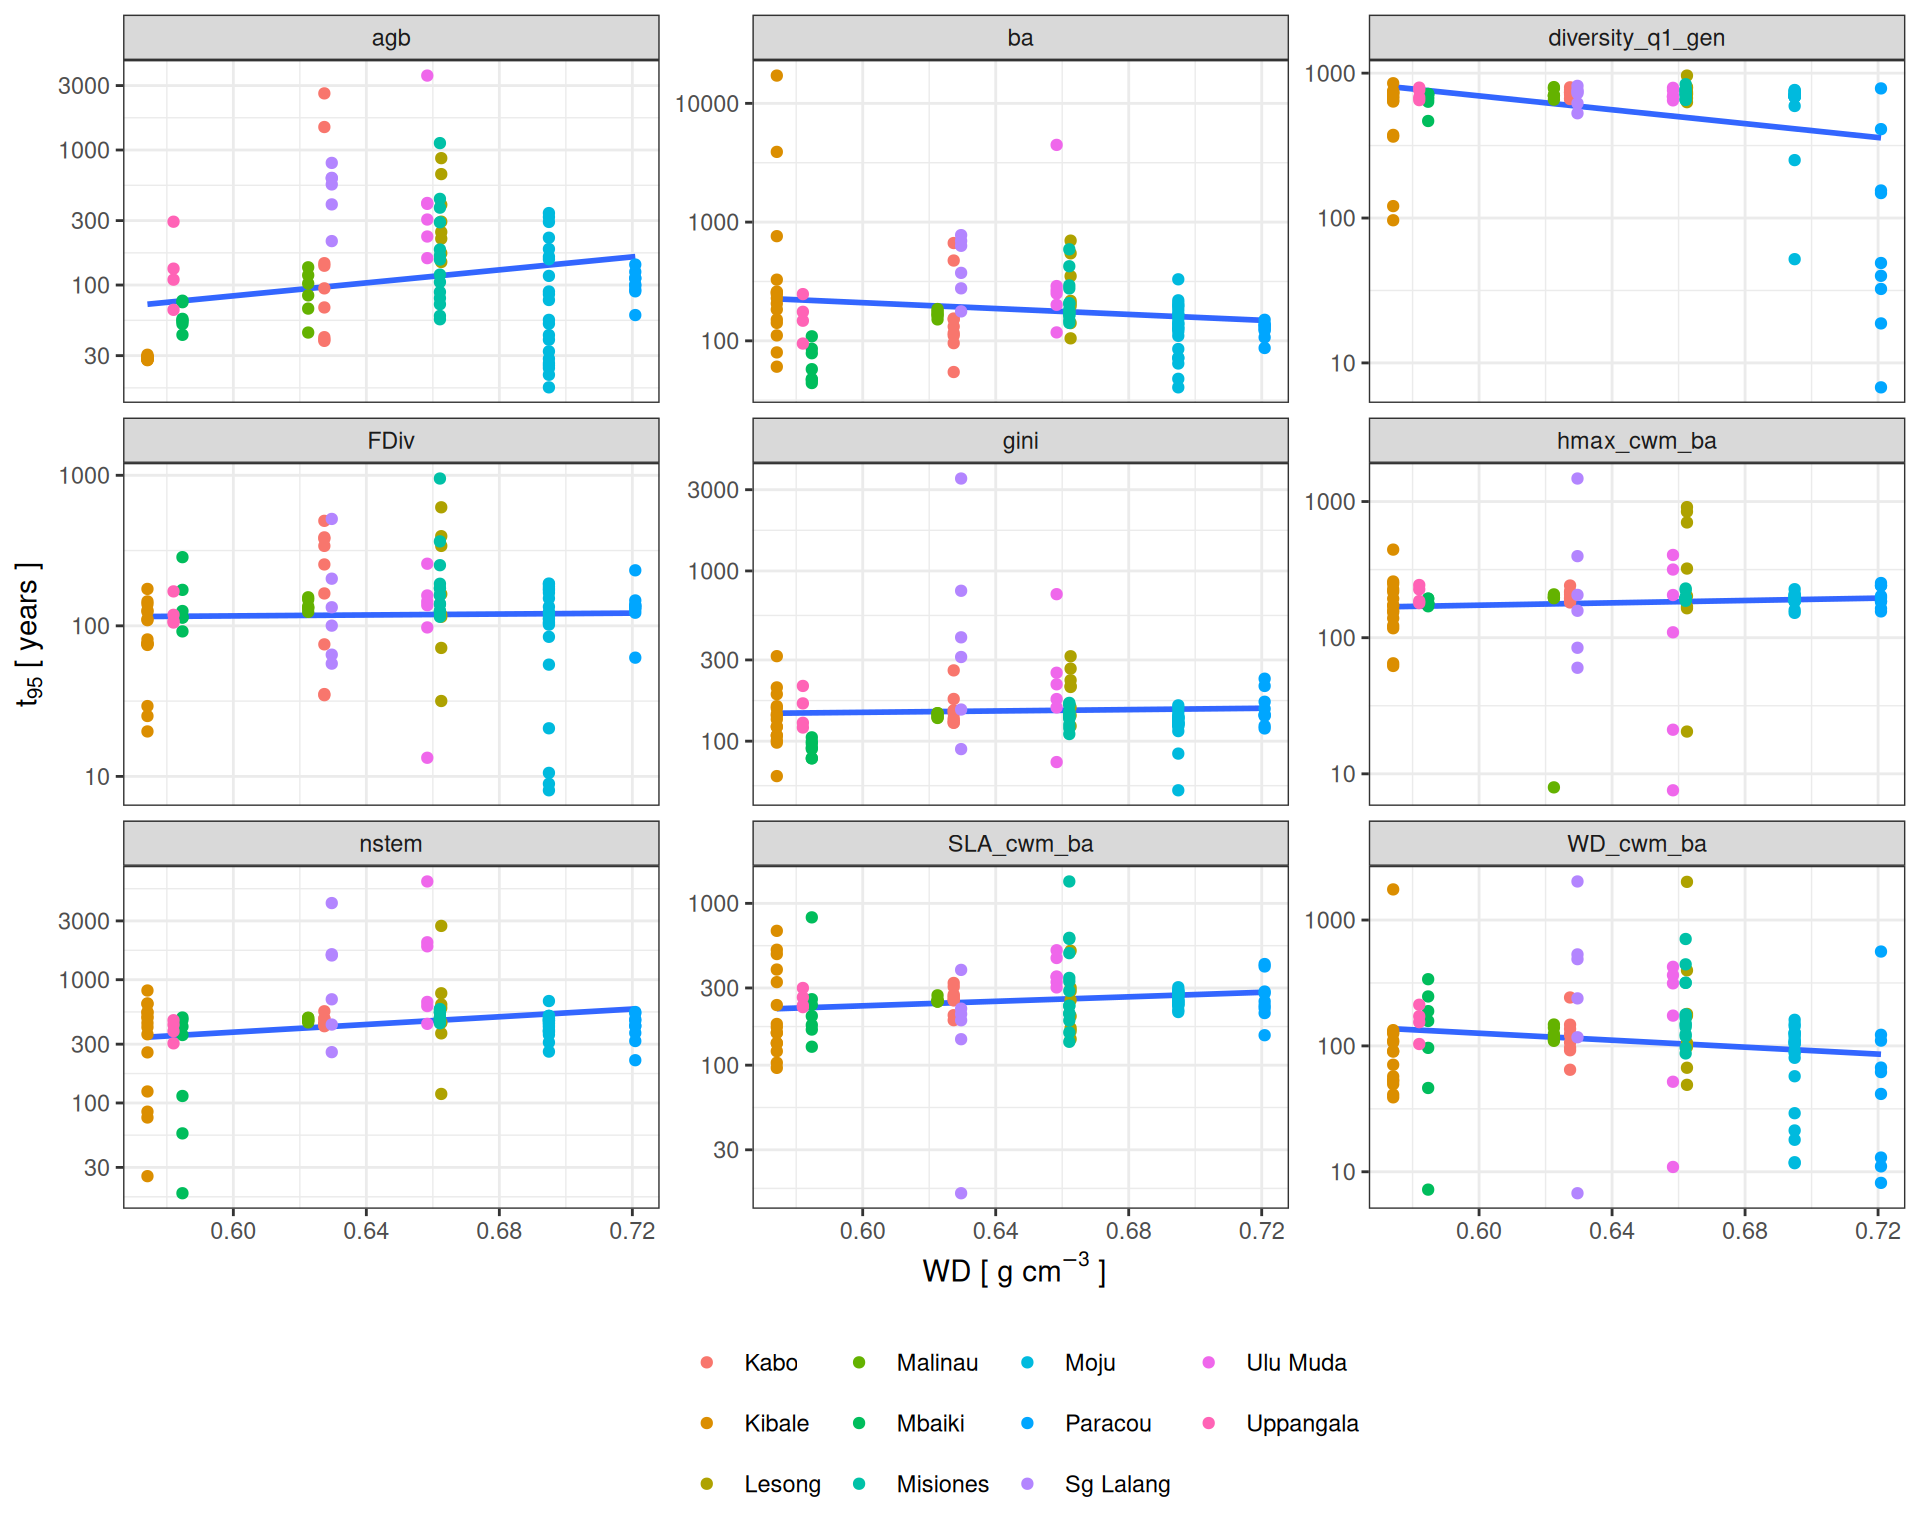 agb
ba
diversity_q1_gen
3000
1000
300
100
30
10000
1000
100
1000
100
10
FDiv
gini
hmax_cwm_ba
1000
100
10
3000
1000
300
100
1000
100
10
nstem
SLA_cwm_ba
WD_cwm_ba
3000
1000
300
100
30
1000
300
100
30
1000
100
10
0.60 0.64 0.68 0.72
0.60 0.64 0.68 0.72
0.60 0.64 0.68 0.72
t95 [ years ]
WD [ g cm−3 ]
Kabo Malinau Moju Ulu Muda
Kibale Mbaiki Paracou Uppangala
Lesong Misiones Sg Lalang